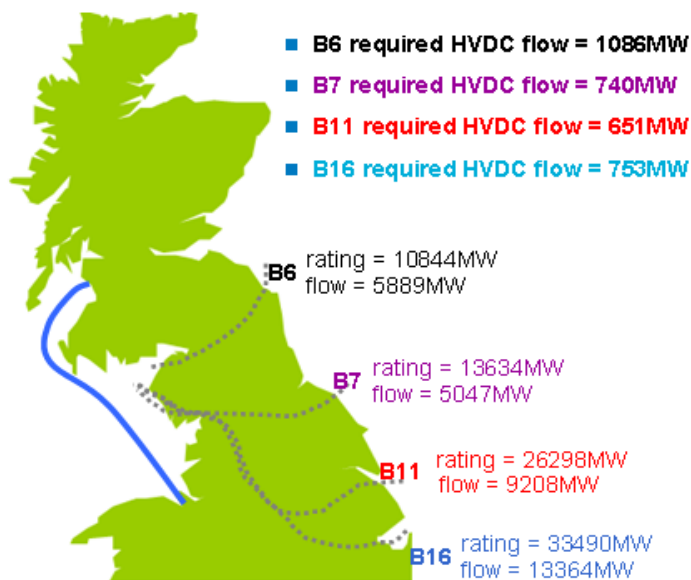 B6 required HVDC flow = 1086MW
B7 required HVDC flow = 740MW
B11 required HVDC flow = 651MW
B16 required HVDC flow = 753MW
B6 rating = 10844MW
flow = 5889MW
B7 rating = 13634MW
flow = 5047MW
B11 rating = 26298MW
flow = 9208MW
B16 rating = 33490MW
flow = 13364MW